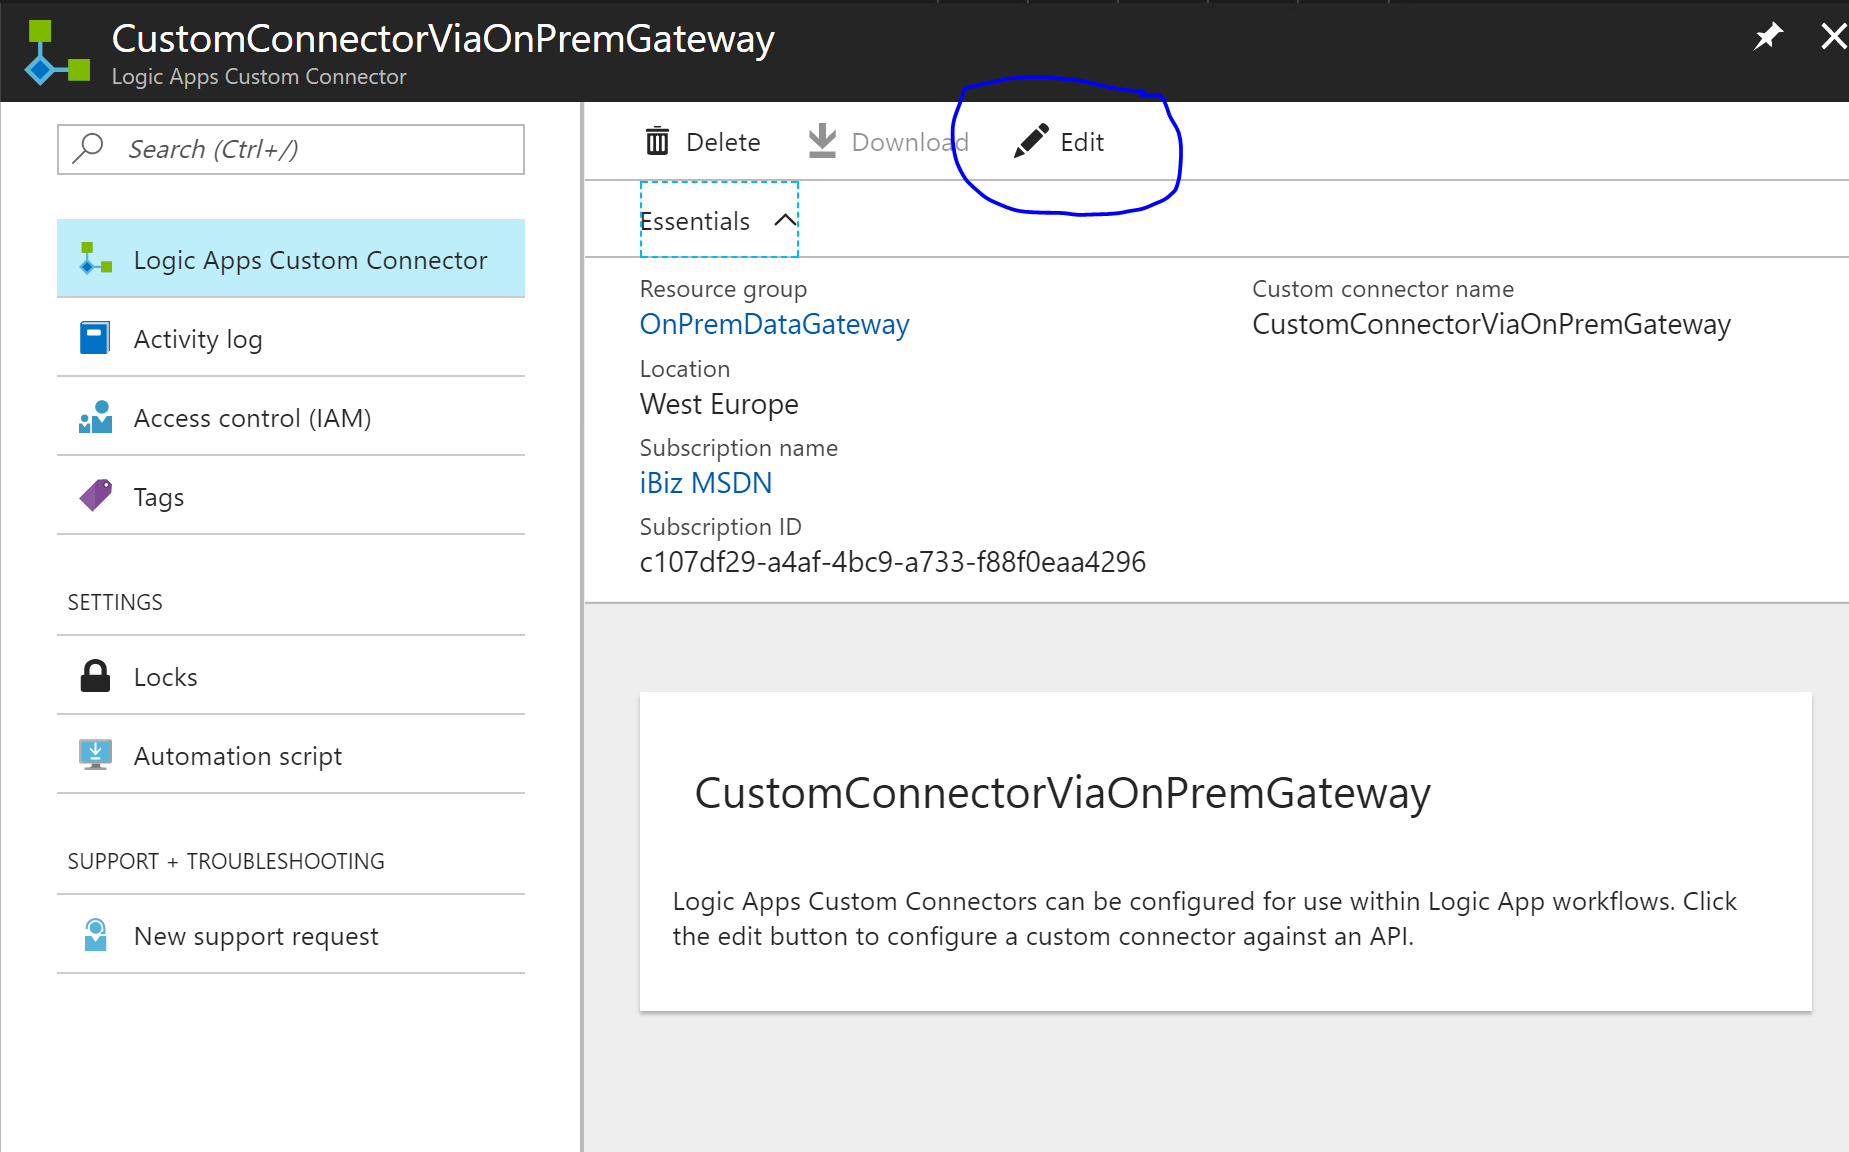 CustomConnectorViaOnPremGateway
Logic Apps Custom Connector
Search (Ctrl+/)
Logic Apps Custom Connector
Activity log
Access control (IAM)
Tags
SETTINGS
Locks
Automation script
SUPPORT + TROUBLESHOOTING
New support request
Delete
Download
Edit
Essentials
Resource group
OnPremDataGateway
Location
West Europe
Subscription name
iBiz MSDN
Subscription ID
c107df29-a4af-4bc9-a733-f88f0eaa4296
Custom connector name
CustomConnectorViaOnPremGateway
CustomConnectorViaOnPremGateway
Logic Apps Custom Connectors can be configured for use within Logic App workflows. Click
the edit button to configure a custom connector against an API.